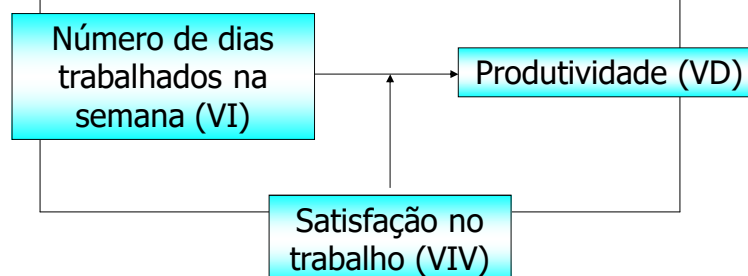 Número de dias
trabalhados na
semana (VI)
Produtividade (VD)
Satisfação no
trabalho (VIV)